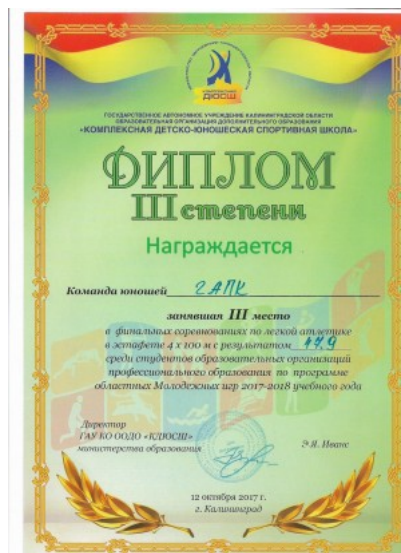 ДЮСШ
ГОСУДАРСТВЕННОЕ АВТОНОМНОЕ УЧРЕЖДЕНИЕ КАЛИНИНГРАДСКОЙ ОБЛАСТИ
ОБРАЗОВАТЕЛЬНАЯ ОРГАНИЗАЦИЯ ДОПОЛНИТЕЛЬНОГО ОБРАЗОВАНИЯ
«КОМПЛЕКСНАЯ ДЕТСКО-ЮНОШЕСКАЯ СПОРТИВНАЯ ШКОЛА»
ДИПЛОМ
III степени
Награждается
Команда юношей ГАПК
занявшая III место
в финальных соревнованиях по легкой атлетике
в эстафете 4 х 100 м с результатом 47,9
среди студентов образовательных организаций
профессионального образования по программе
областных Молодежных игр 2017-2018 учебного года
Директор
ГАУ КО ООДО «КДЮСШ»
министерства образования
Э.Я. Иванс
12 октября 2017 г.
г. Калининград